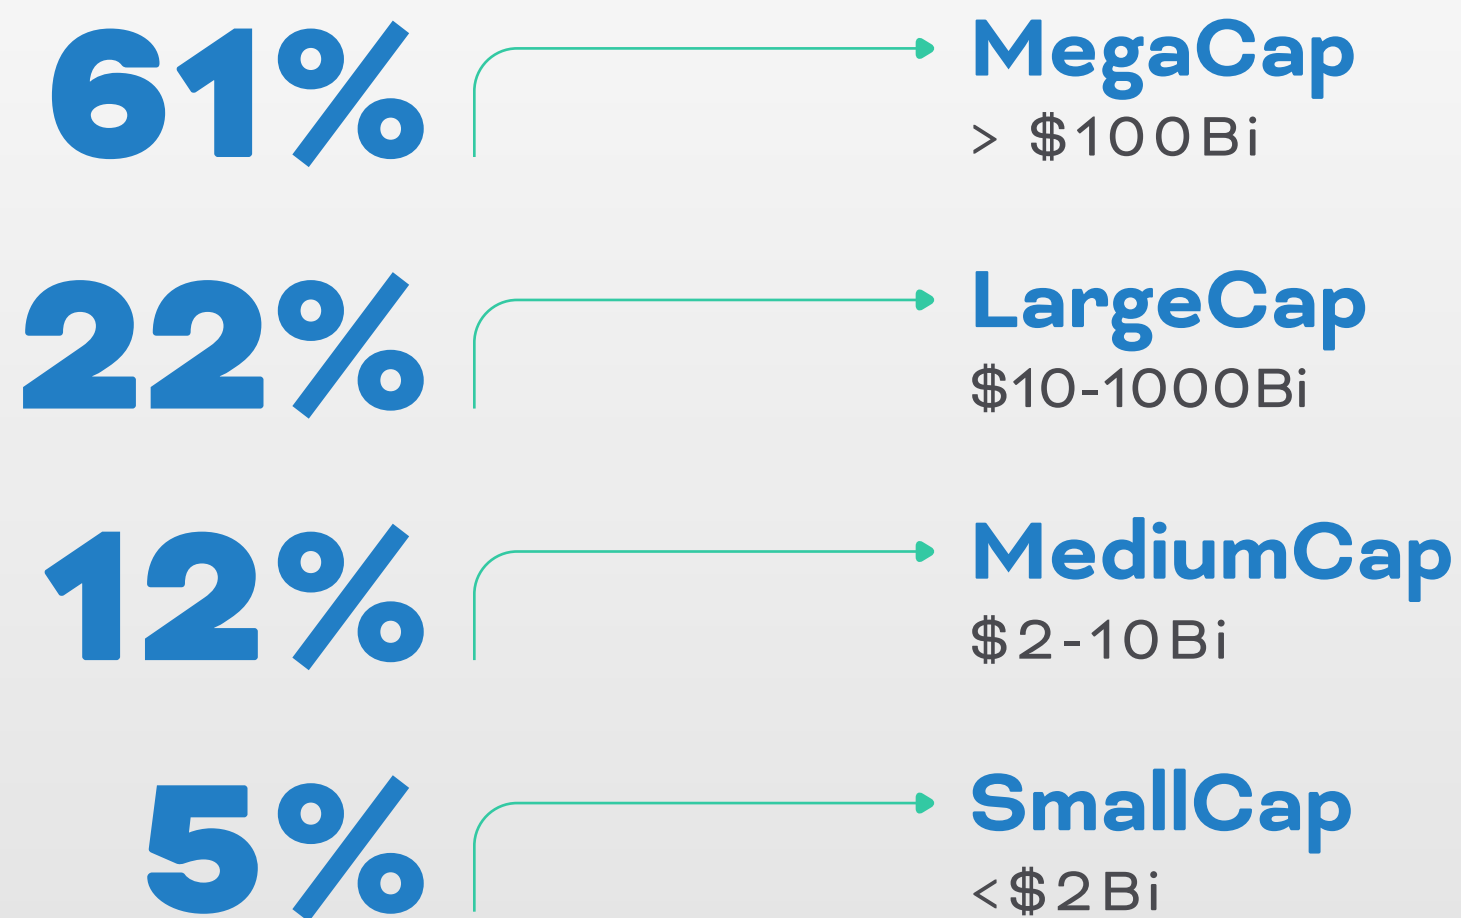 61%
MegaCap
> $100Bi
22%
LargeCap
$10-1000Bi
12%
MediumCap
$2-10Bi
5%
SmallCap
<$2Bi